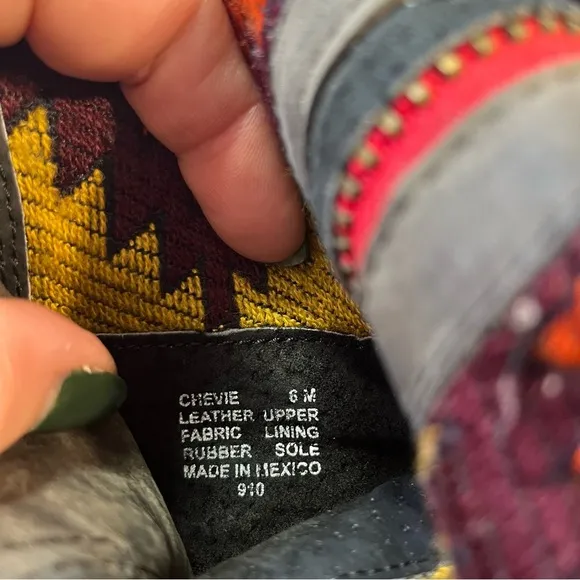 CHEVIE 6 M
LEATHER UPPER
FABRIC LINING
RUBBER SOLE
MADE IN MEXICO
910